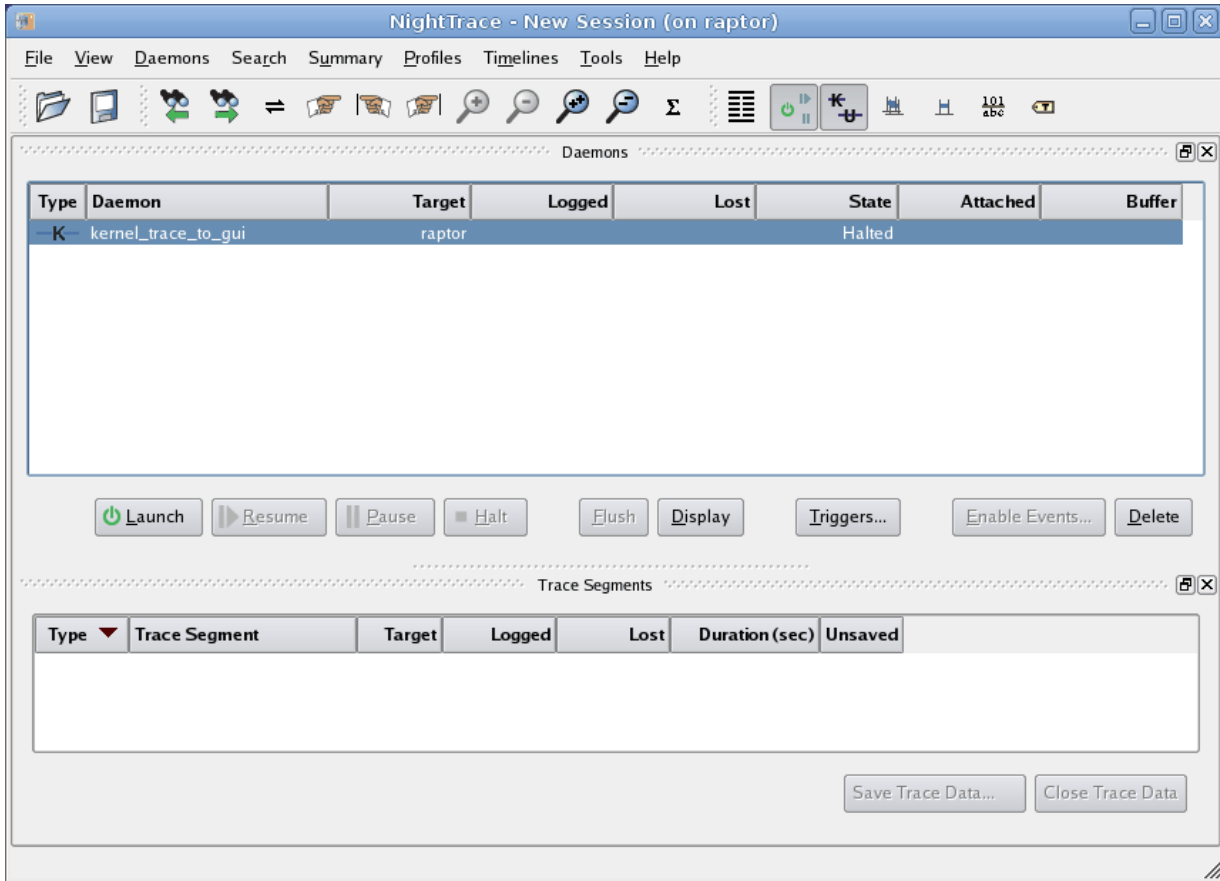 NightTrace - New Session (on raptor)
File View Daemons Search Summary Profiles Timelines Tools Help
Σ K U 101 abc T
Daemons
Type Daemon Target Logged Lost State Attached Buffer
K kernel_trace_to_gui raptor Halted
Launch Resume Pause Halt Flush Display Triggers... Enable Events... Delete
Trace Segments
Type Trace Segment Target Logged Lost Duration (sec) Unsaved
Save Trace Data... Close Trace Data